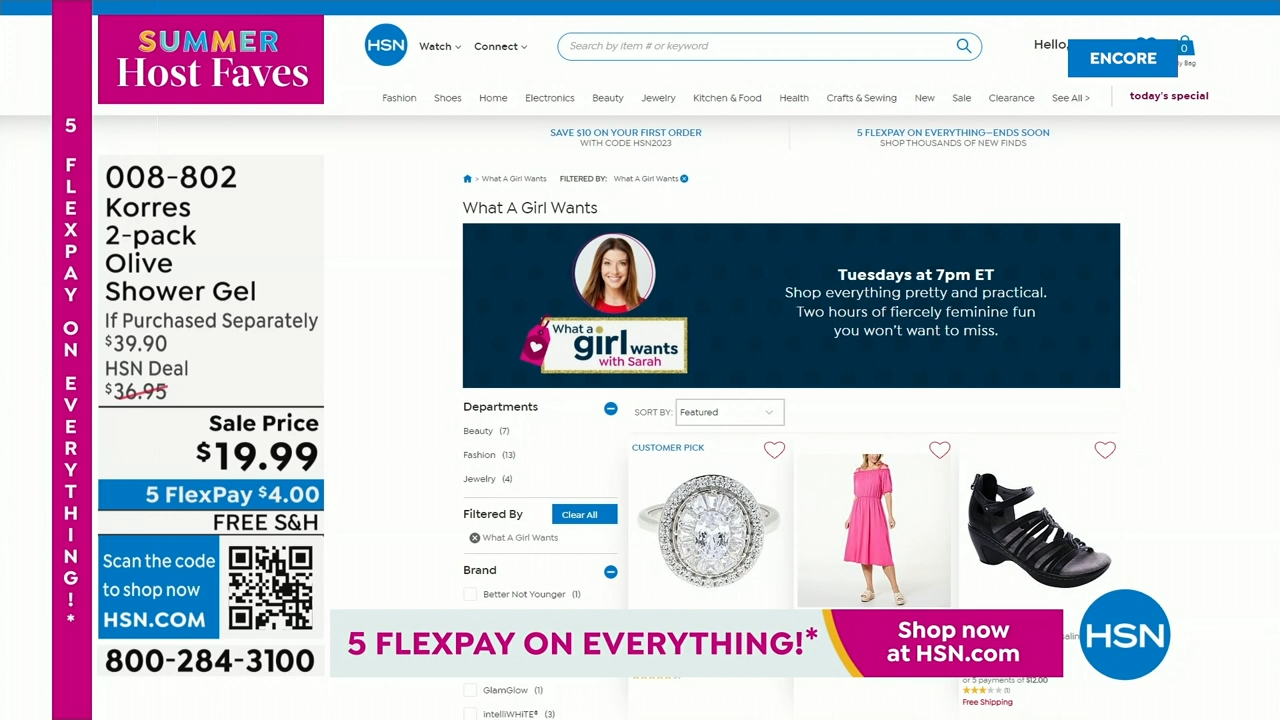 5 FLEXPAY ON EVERYTHING!*
SUMMER
Host Faves
008-802
Korres
2-pack
Olive
Shower Gel
If Purchased Separately
$39.90
HSN Deal
$36.95
Sale Price
$19.99
5 FlexPay $4.00
FREE S&H
Scan the code
to shop now
HSN.COM
800-284-3100
HSN
Watch
Connect
Search by item # or keyword
Hello,
ENCORE
0
Bag
Fashion Shoes Home Electronics Beauty Jewelry Kitchen & Food Health Crafts & Sewing New Sale Clearance See All > today's special
SAVE $10 ON YOUR FIRST ORDER
WITH CODE HSN2023
5 FLEXPAY ON EVERYTHING—ENDS SOON
SHOP THOUSANDS OF NEW FINDS
> What A Girl Wants FILTERED BY: What A Girl Wants
What A Girl Wants
What a
girl wants
with Sarah
Tuesdays at 7pm ET
Shop everything pretty and practical.
Two hours of fiercely feminine fun
you won't want to miss.
Departments
Beauty (7)
Fashion (13)
Jewelry (4)
Filtered By
Clear All
What A Girl Wants
Brand
Better Not Younger (1)
GlamGlow (1)
intelliWHiTE® (3)
SORT BY: Featured
CUSTOMER PICK
or 5 payments of $12.00
(1)
Free Shipping
5 FLEXPAY ON EVERYTHING!*
Shop now
at HSN.com
HSN